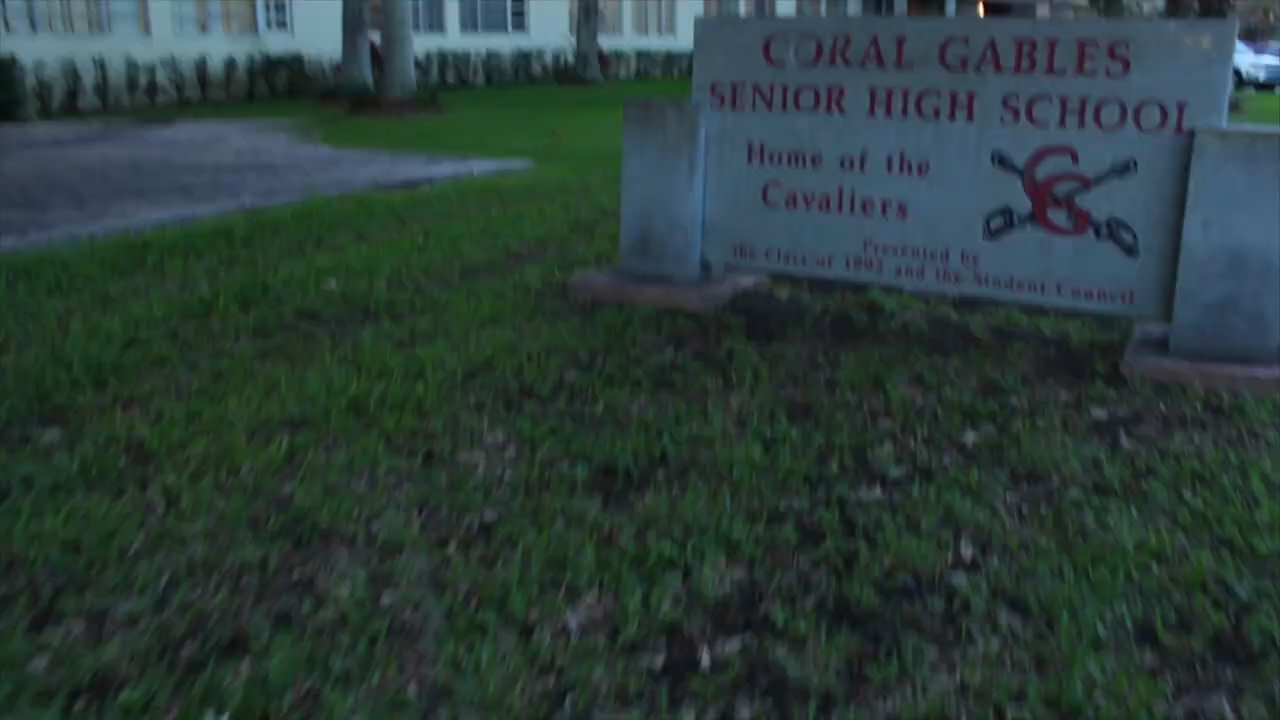 CORAL GABLES
SENIOR HIGH SCHOOL
Home of the
Cavaliers
CG
Presented by
the Class of 1992 and the Student Council